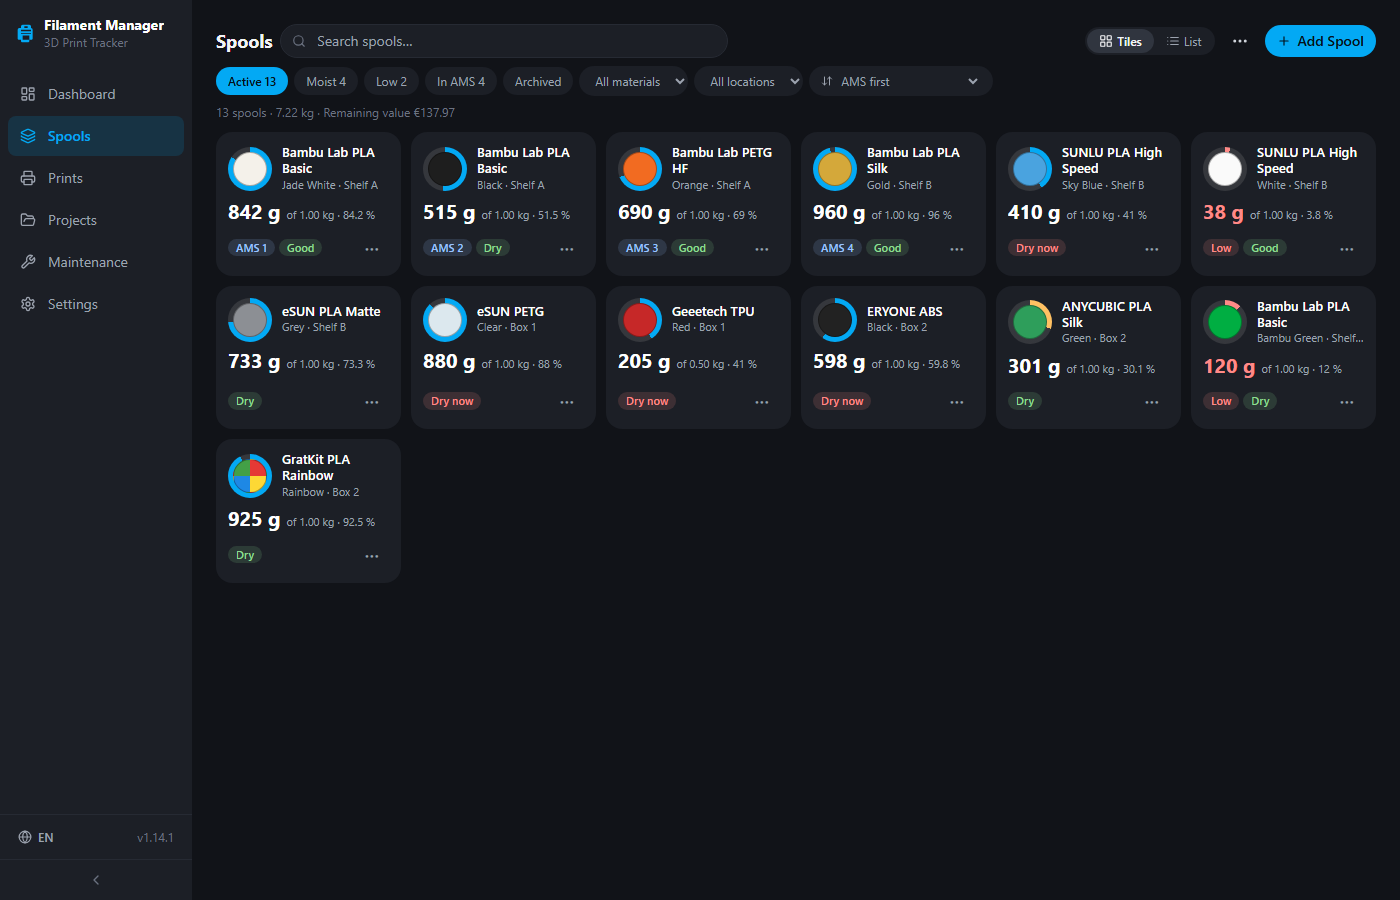 Filament Manager
3D Print Tracker
Dashboard
Spools
Prints
Projects
Maintenance
Settings
EN
v1.14.1
Spools
Search spools...
Tiles
List
Add Spool
Active 13
Moist 4
Low 2
In AMS 4
Archived
All materials
All locations
AMS first
13 spools · 7.22 kg · Remaining value €137.97
Bambu Lab PLA
Basic
Jade White · Shelf A
842 g of 1.00 kg · 84.2 %
AMS 1
Good
Bambu Lab PLA
Basic
Black · Shelf A
515 g of 1.00 kg · 51.5 %
AMS 2
Dry
Bambu Lab PETG
HF
Orange · Shelf A
690 g of 1.00 kg · 69 %
AMS 3
Good
Bambu Lab PLA
Silk
Gold · Shelf B
960 g of 1.00 kg · 96 %
AMS 4
Good
SUNLU PLA High
Speed
Sky Blue · Shelf B
410 g of 1.00 kg · 41 %
Dry now
SUNLU PLA High
Speed
White · Shelf B
38 g of 1.00 kg · 3.8 %
Low
Good
eSUN PLA Matte
Grey · Shelf B
733 g of 1.00 kg · 73.3 %
Dry
eSUN PETG
Clear · Box 1
880 g of 1.00 kg · 88 %
Dry now
Geeetech TPU
Red · Box 1
205 g of 0.50 kg · 41 %
Dry now
ERYONE ABS
Black · Box 2
598 g of 1.00 kg · 59.8 %
Dry now
ANYCUBIC PLA
Silk
Green · Box 2
301 g of 1.00 kg · 30.1 %
Dry
Bambu Lab PLA
Basic
Bambu Green · Shelf...
120 g of 1.00 kg · 12 %
Low
Dry
GratKit PLA
Rainbow
Rainbow · Box 2
925 g of 1.00 kg · 92.5 %
Dry